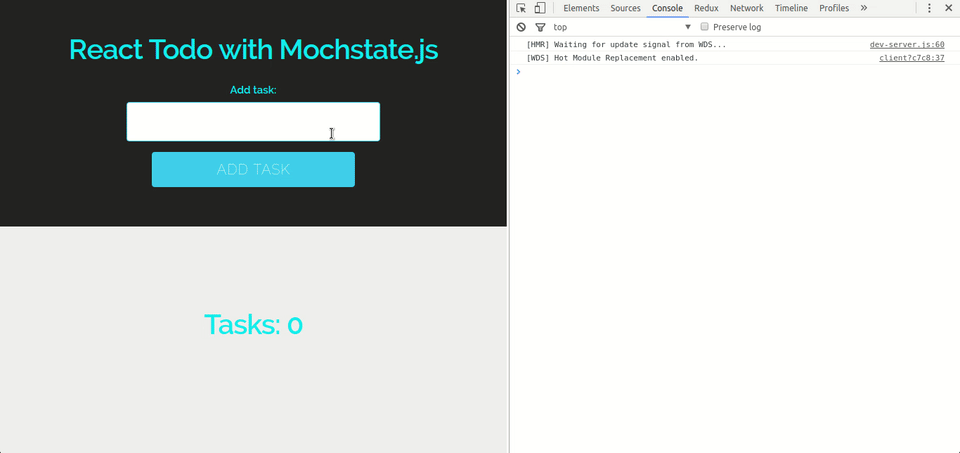 React Todo with Mochstate.js
Add task:
ADD TASK
Tasks: 0
Elements Sources Console Redux Network Timeline Profiles »
top ▼ Preserve log
[HMR] Waiting for update signal from WDS... dev-server.js:60
[WDS] Hot Module Replacement enabled. client?c7c8:37
>